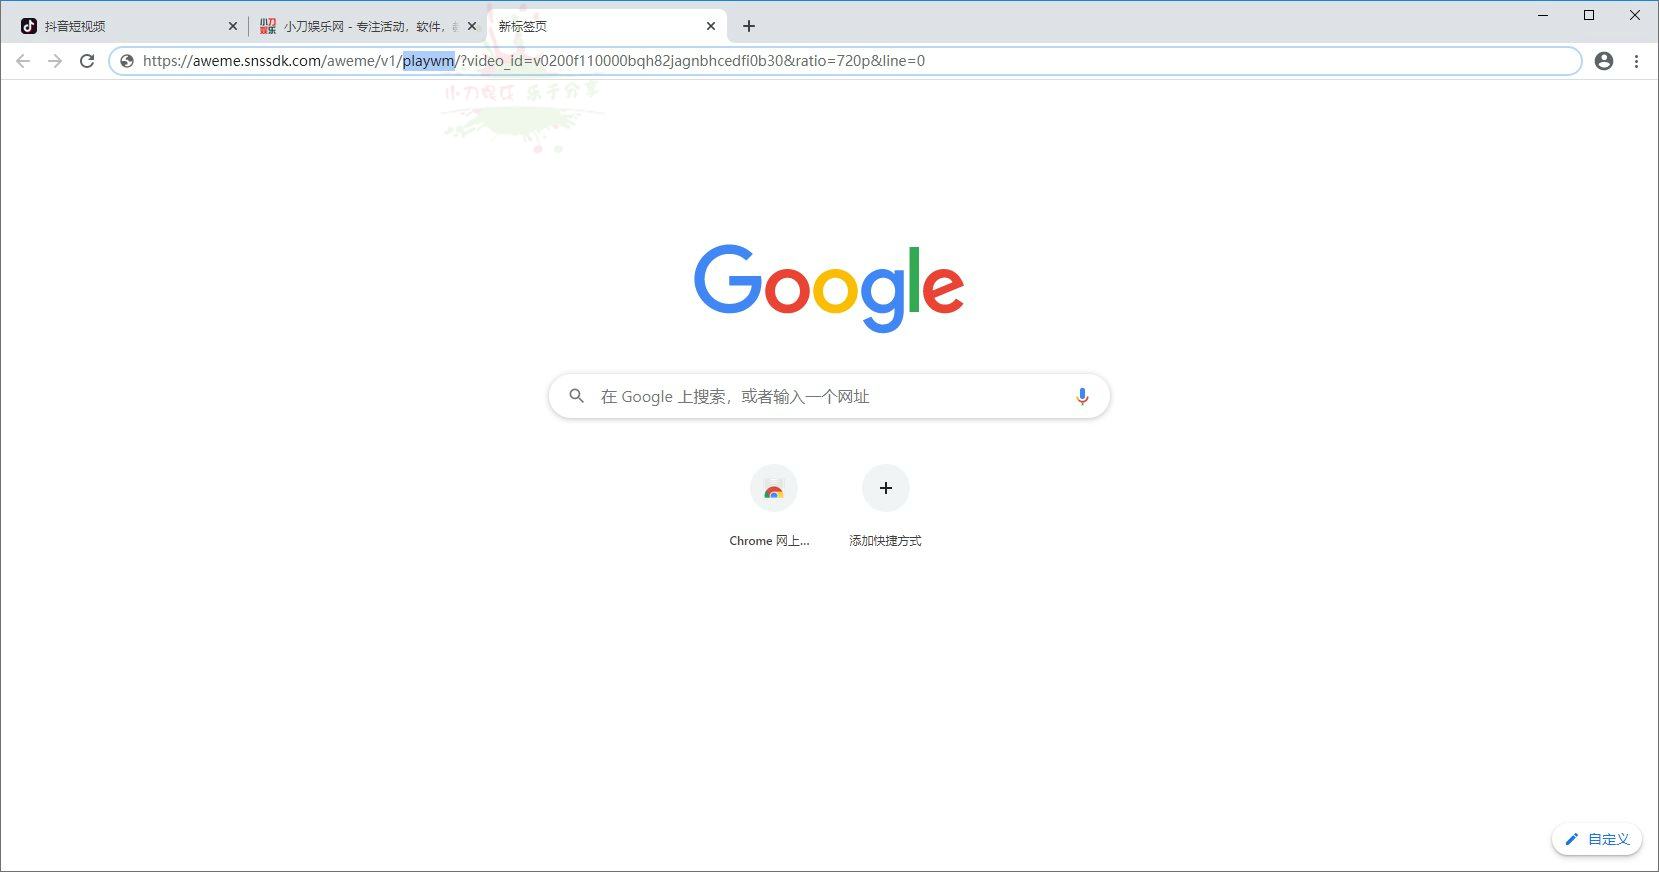 抖音短视频
小刀娱乐网 - 专注活动，软件，
新标签页
https://aweme.snssdk.com/aweme/v1/playwm/?video_id=v0200f110000bqh82jagnbhcedfi0b30&ratio=720p&line=0
小刀娱乐 乐于分享
Google
在 Google 上搜索，或者输入一个网址
Chrome 网上...
添加快捷方式
自定义